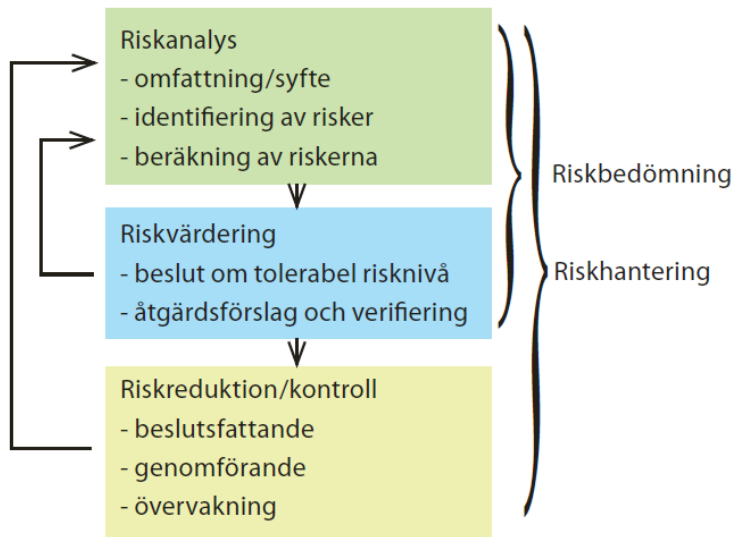 Riskanalys
- omfattning/syfte
- identifiering av risker
- beräkning av riskerna
Riskvärdering
- beslut om tolerabel risknivå
- åtgärdsförslag och verifiering
Riskreduktion/kontroll
- beslutsfattande
- genomförande
- övervakning
Riskbedömning
Riskhantering